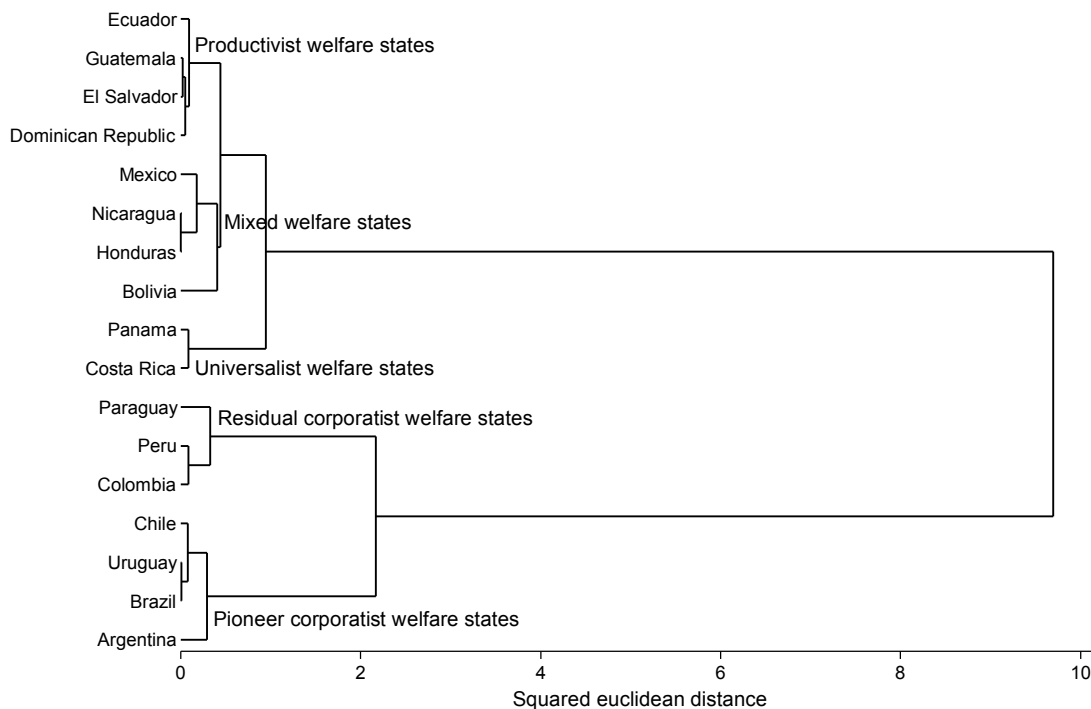 Ecuador
Productivist welfare states
Guatemala
El Salvador
Dominican Republic
Mexico
Nicaragua
Mixed welfare states
Honduras
Bolivia
Panama
Costa Rica
Universalist welfare states
Paraguay
Residual corporatist welfare states
Peru
Colombia
Chile
Uruguay
Brazil
Pioneer corporatist welfare states
Argentina
0 2 4 6 8 10
Squared euclidean distance